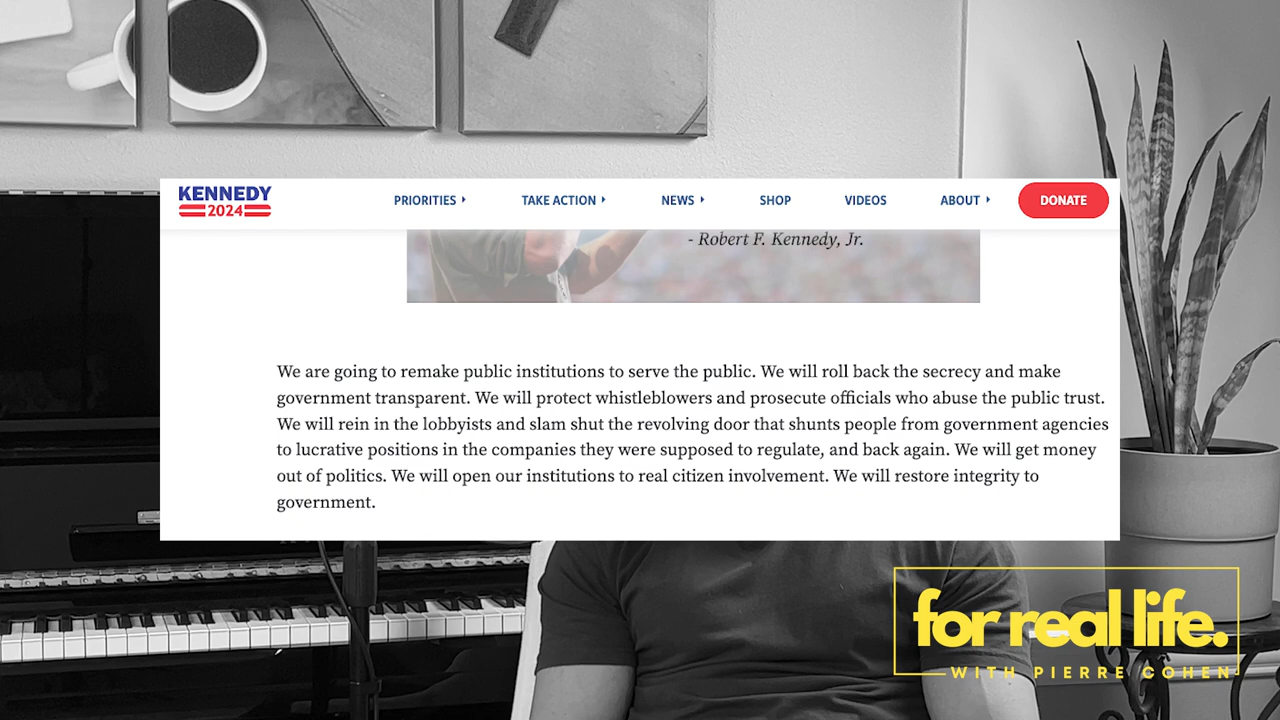 KENNEDY
2024
PRIORITIES
TAKE ACTION
NEWS
SHOP
VIDEOS
ABOUT
DONATE
- Robert F. Kennedy, Jr.
We are going to remake public institutions to serve the public. We will roll back the secrecy and make
government transparent. We will protect whistleblowers and prosecute officials who abuse the public trust.
We will rein in the lobbyists and slam shut the revolving door that shunts people from government agencies
to lucrative positions in the companies they were supposed to regulate, and back again. We will get money
out of politics. We will open our institutions to real citizen involvement. We will restore integrity to
government.
for real life.
WITH PIERRE COHEN